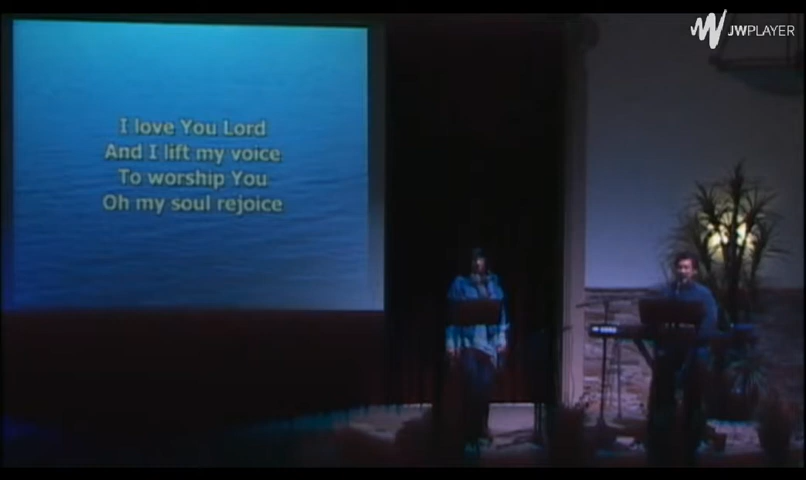 JWPLAYER
I love You Lord
And I lift my voice
To worship You
Oh my soul rejoice